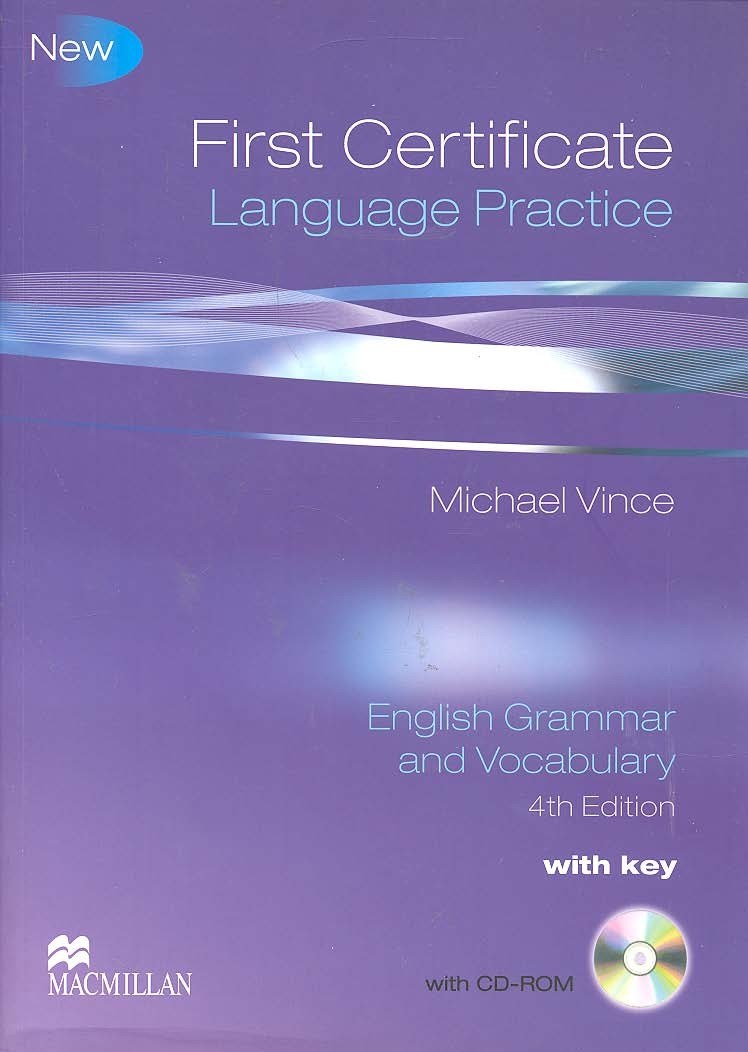 New
First Certificate
Language Practice
Michael Vince
English Grammar
and Vocabulary
4th Edition
with key
with CD-ROM
MACMILLAN